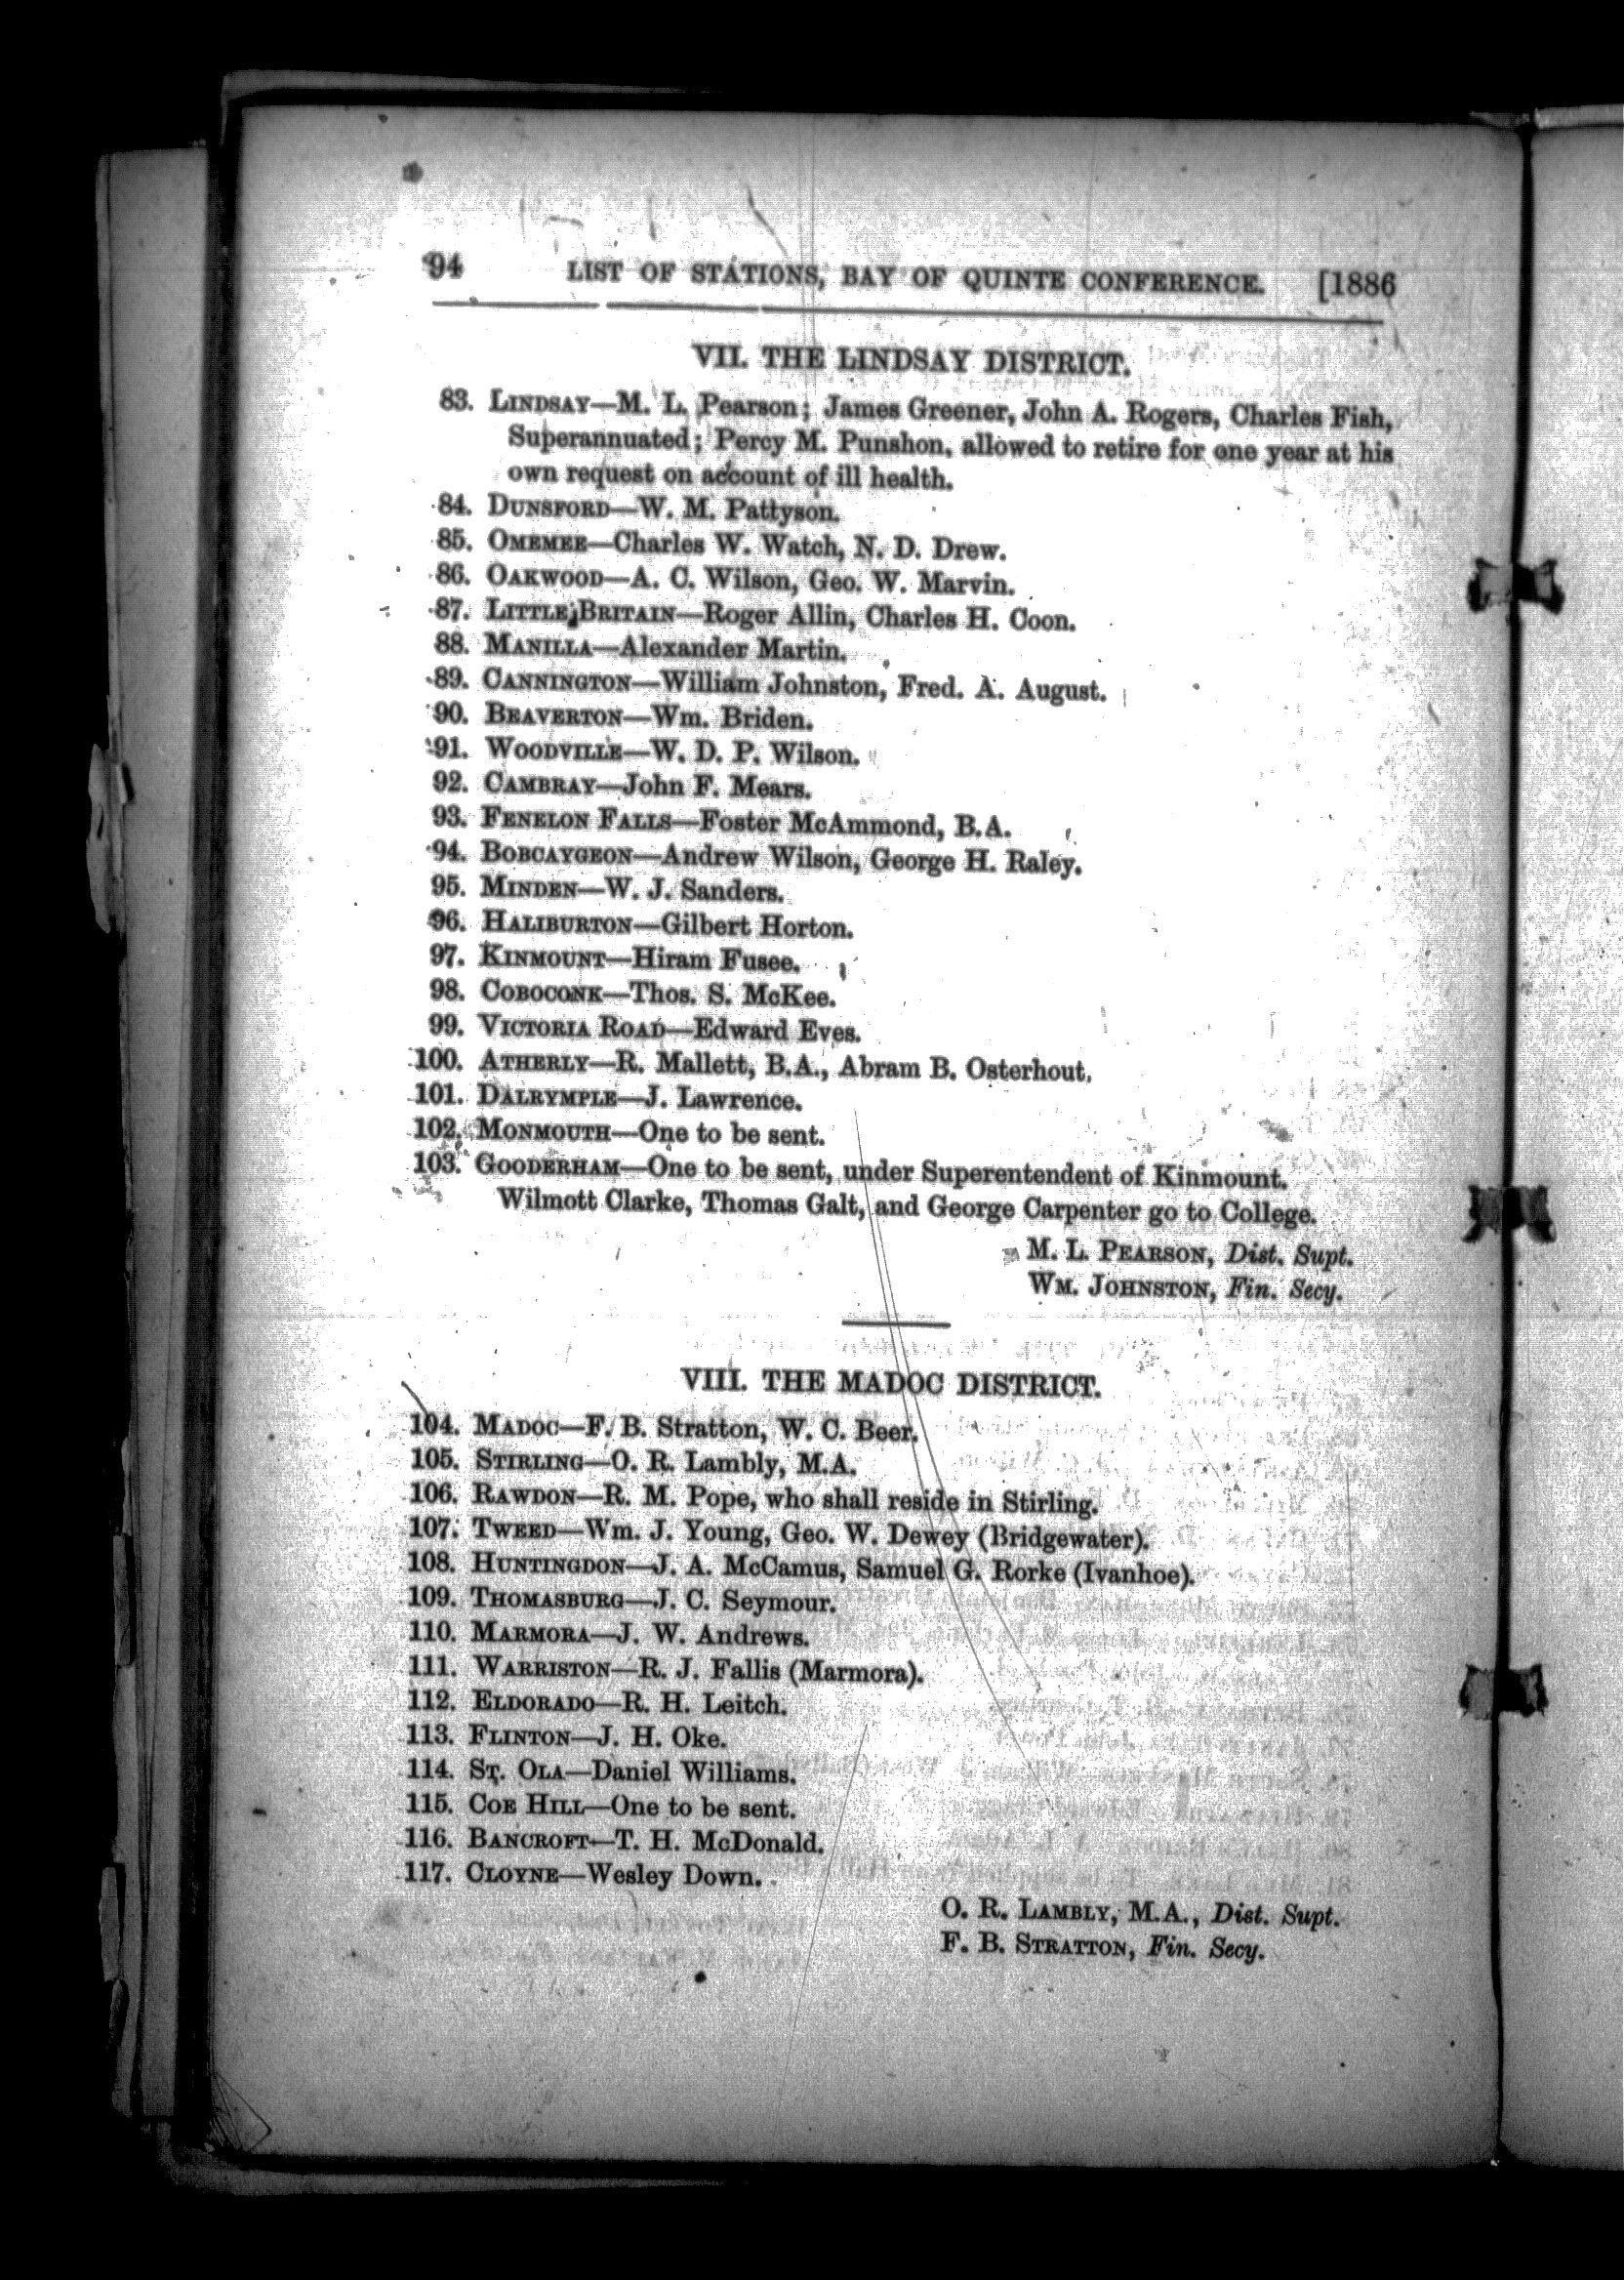 94 LIST OF STATIONS, BAY OF QUINTE CONFERENCE. [1886
VII. THE LINDSAY DISTRICT.
83. LINDSAY—M. L. Pearson; James Greener, John A. Rogers, Charles Fish,
Superannuated; Percy M. Punshon, allowed to retire for one year at his
own request on account of ill health.
84. DUNSFORD—W. M. Pattyson.
85. OMEMEE—Charles W. Watch, N. D. Drew.
86. OAKWOOD—A. C. Wilson, Geo. W. Marvin.
87. LITTLE BRITAIN—Roger Allin, Charles H. Coon.
88. MANILLA—Alexander Martin.
89. CANNINGTON—William Johnston, Fred. A. August.
90. BEAVERTON—Wm. Briden.
91. WOODVILLE—W. D. P. Wilson.
92. CAMBRAY—John F. Mears.
93. FENELON FALLS—Foster McAmmond, B.A.
94. BOBCAYGEON—Andrew Wilson, George H. Raley.
95. MINDEN—W. J. Sanders.
96. HALIBURTON—Gilbert Horton.
97. KINMOUNT—Hiram Fusee.
98. COBOCONK—Thos. S. McKee.
99. VICTORIA ROAD—Edward Eves.
100. ATHERLY—R. Mallett, B.A., Abram B. Osterhout.
101. DALRYMPLE—J. Lawrence.
102. MONMOUTH—One to be sent.
103. GOODERHAM—One to be sent, under Superentendent of Kinmount.
Wilmott Clarke, Thomas Galt, and George Carpenter go to College.
M. L. PEARSON, Dist. Supt.
WM. JOHNSTON, Fin. Secy.
VIII. THE MADOC DISTRICT.
104. MADOC—F. B. Stratton, W. C. Beer.
105. STIRLING—O. R. Lambly, M.A.
106. RAWDON—R. M. Pope, who shall reside in Stirling.
107. TWEED—Wm. J. Young, Geo. W. Dewey (Bridgewater).
108. HUNTINGDON—J. A. McCamus, Samuel G. Rorke (Ivanhoe).
109. THOMASBURG—J. C. Seymour.
110. MARMORA—J. W. Andrews.
111. WARRISTON—R. J. Fallis (Marmora).
112. ELDORADO—R. H. Leitch.
113. FLINTON—J. H. Oke.
114. ST. OLA—Daniel Williams.
115. COE HILL—One to be sent.
116. BANCROFT—T. H. McDonald.
117. CLOYNE—Wesley Down.
O. R. LAMBLY, M.A., Dist. Supt.
F. B. STRATTON, Fin. Secy.